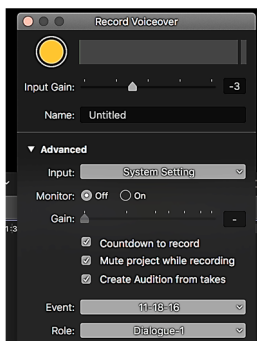 Record Voiceover
Input Gain: -3
Name: Untitled
Advanced
Input: System Setting
Monitor: Off On
Gain: -
Countdown to record
Mute project while recording
Create Audition from takes
Event: 11-18-16
Role: Dialogue-1